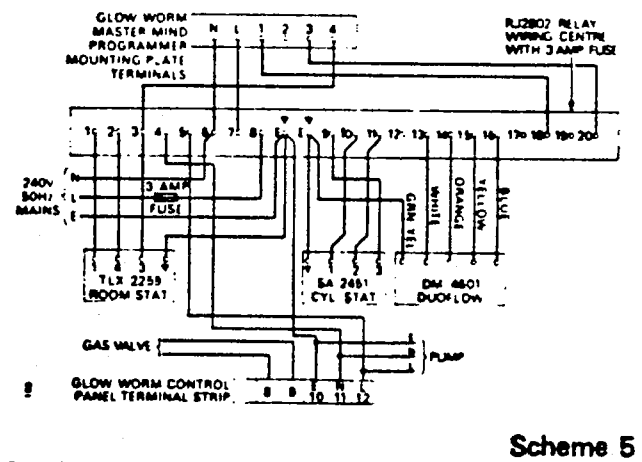 GLOW WORM
MASTER MIND
PROGRAMMER
MOUNTING PLATE
TERMINALS
N L 1 2 3 4
RJ2802 RELAY
WIRING CENTRE
WITH 3 AMP FUSE
1 2 3 4 5 6 7 8 E E 9 10 11 12 13 14 15 16 17 18 19 20
240V
50HZ
MAINS
N
L
E
3 AMP
FUSE
GRN YEL
WHITE
ORANGE
YELLOW
BLUE
1 4 3
TLX 2259
ROOM STAT
1 2 3
SA 2451
CYL STAT
DM 4601
DUOFLOW
GAS VALVE
E
N
L
PUMP
GLOW WORM CONTROL
PANEL TERMINAL STRIP
8 9 E 10 N 11 L 12
Scheme 5